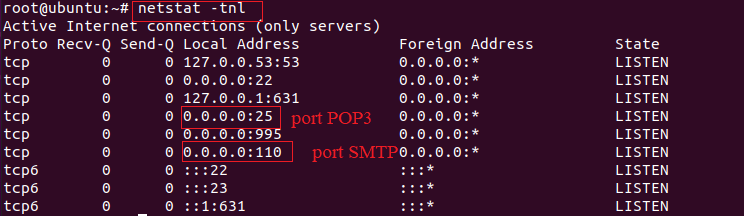 root@ubuntu:~# netstat -tnl
Active Internet connections (only servers)
Proto Recv-Q Send-Q Local Address Foreign Address State
tcp 0 0 127.0.0.53:53 0.0.0.0:* LISTEN
tcp 0 0 0.0.0.0:22 0.0.0.0:* LISTEN
tcp 0 0 127.0.0.1:631 0.0.0.0:* LISTEN
tcp 0 0 0.0.0.0:25 port POP3 0.0.0.0:* LISTEN
tcp 0 0 0.0.0.0:995 0.0.0.0:* LISTEN
tcp 0 0 0.0.0.0:110 port SMTP 0.0.0.0:* LISTEN
tcp6 0 0 :::22 :::* LISTEN
tcp6 0 0 :::23 :::* LISTEN
tcp6 0 0 ::1:631 :::* LISTEN